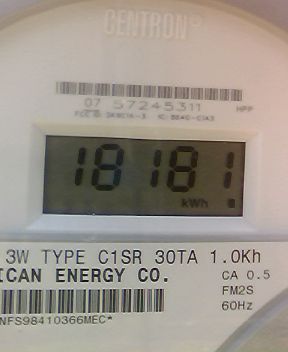 CENTRON®
07 57245311 HPP
18181
kWh
3W TYPE C1SR 30TA 1.0Kh
ICAN ENERGY CO. CA 0.5
FM2S
60Hz
NFS98410366MEC*